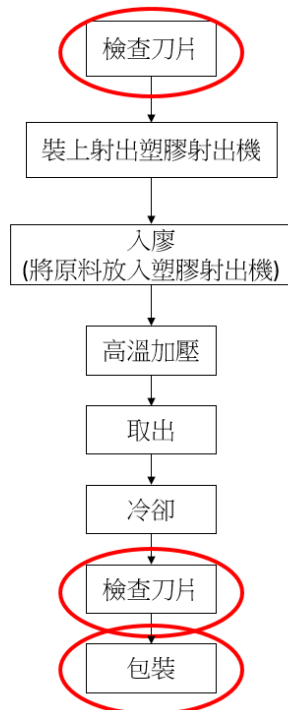 檢查刀片
裝上射出塑膠射出機
入廖
(將原料放入塑膠射出機)
高溫加壓
取出
冷卻
檢查刀片
包裝